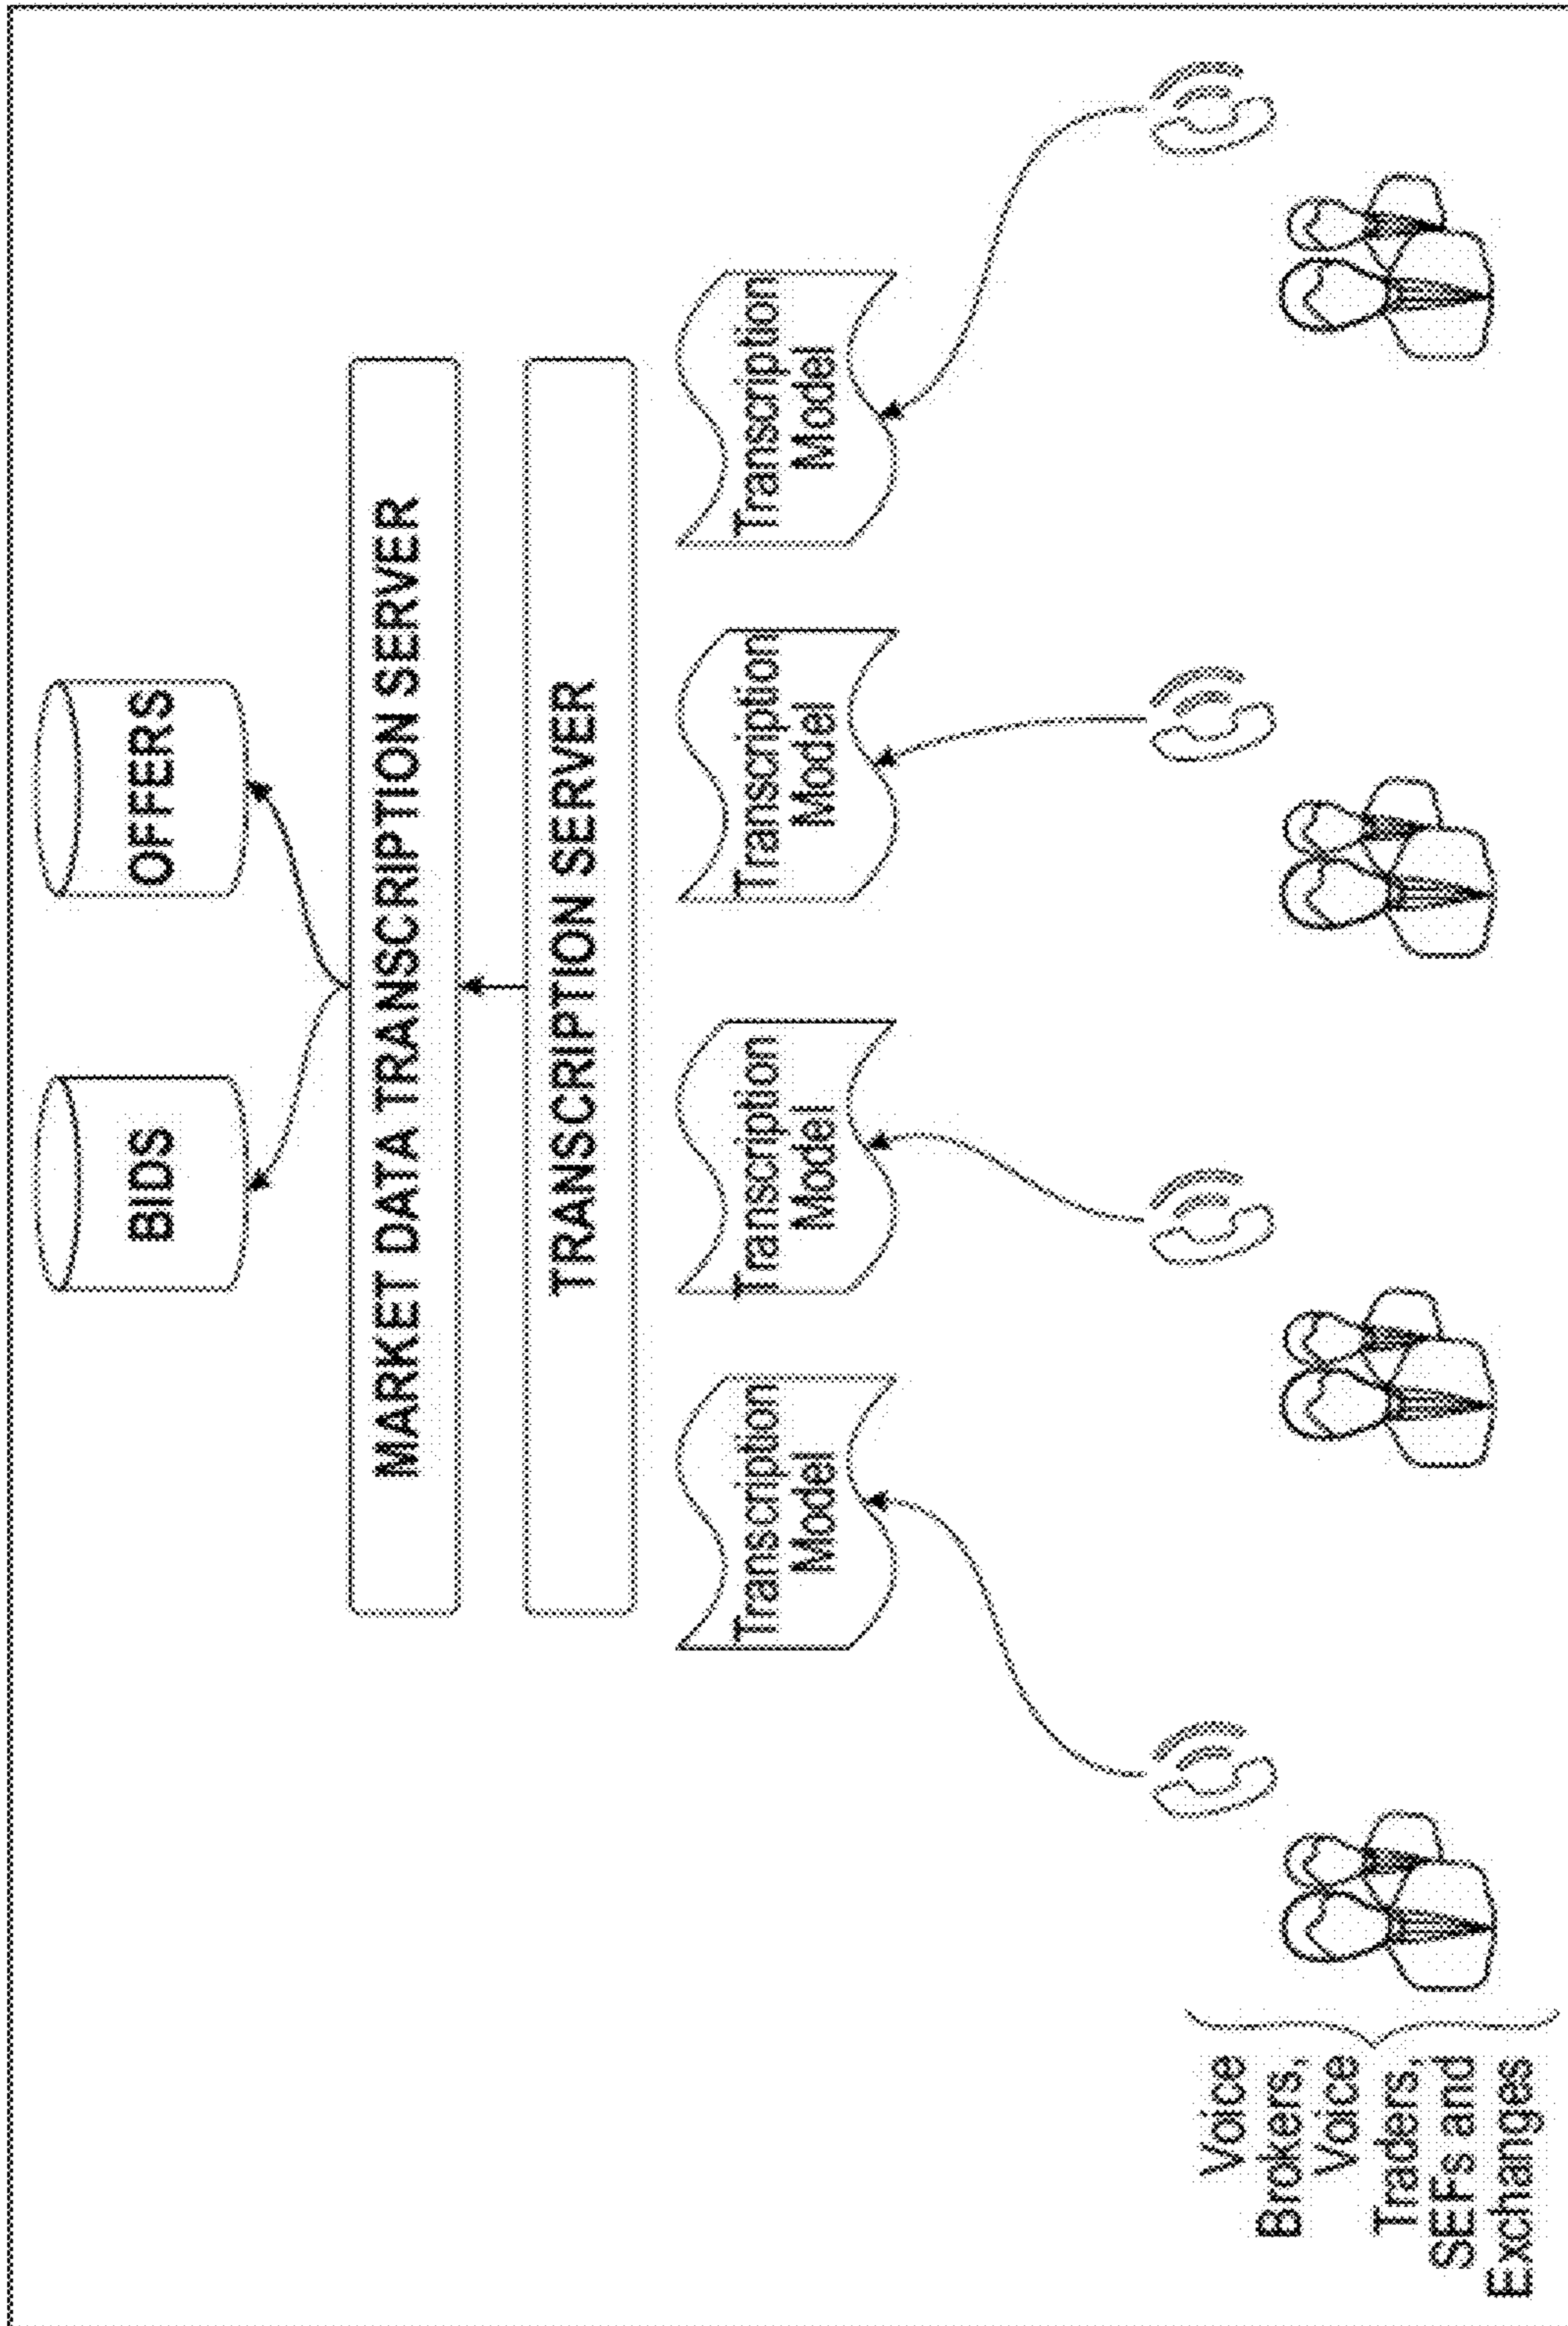 BIDS
OFFERS
MARKET DATA TRANSCRIPTION SERVER
TRANSCRIPTION SERVER
Transcription
Model
Transcription
Model
Transcription
Model
Transcription
Model
Voice
Brokers,
Voice
Traders,
SEFs and
Exchanges